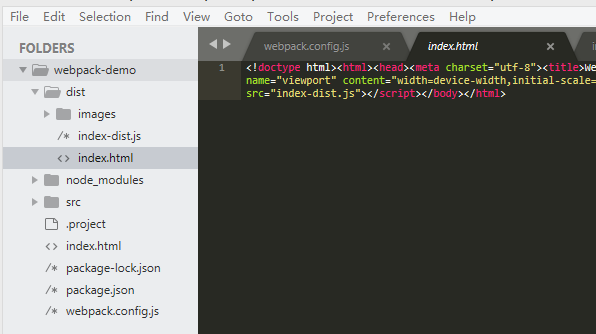 File Edit Selection Find View Goto Tools Project Preferences Help
FOLDERS
webpack-demo
dist
images
/* index-dist.js
<> index.html
node_modules
src
.project
<> index.html
/* package-lock.json
/* package.json
/* webpack.config.js
webpack.config.js × index.html ×
1 <!doctype html><html><head><meta charset="utf-8"><title>We
name="viewport" content="width=device-width,initial-scale=
src="index-dist.js"></script></body></html>